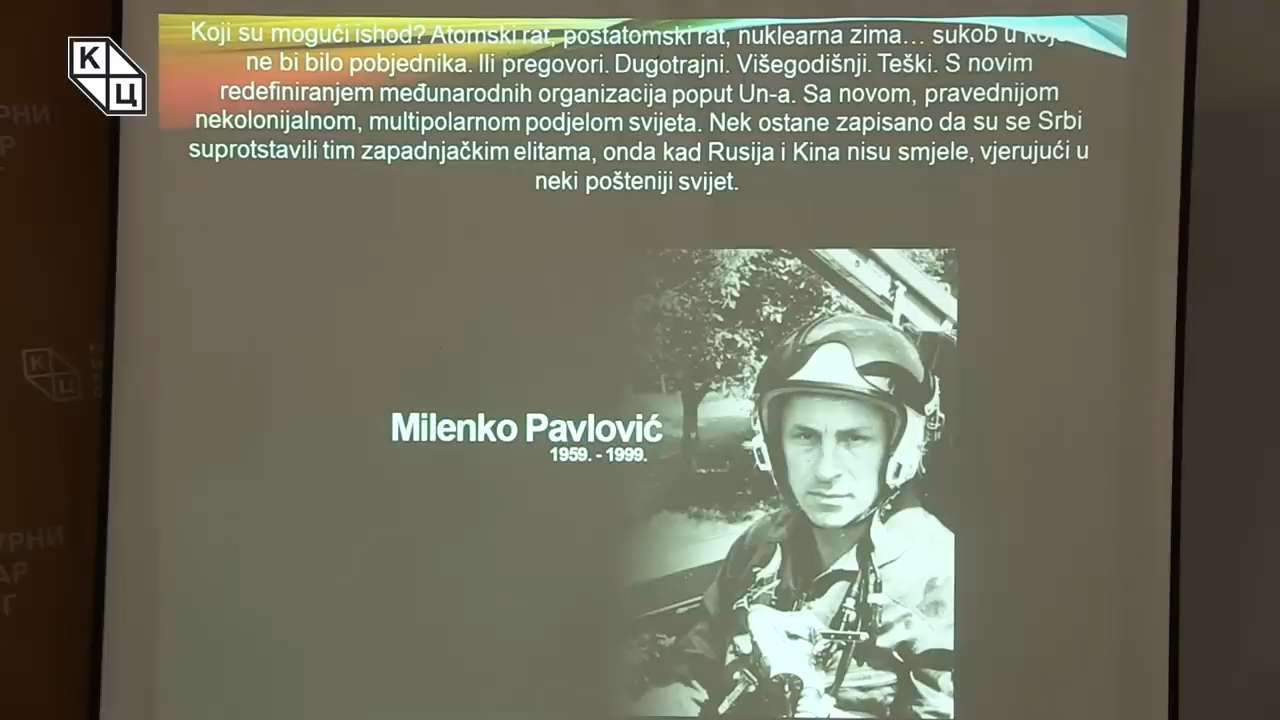 К
Ц
Koji su mogući ishod? Atomski rat, postatomski rat, nuklearna zima... sukob u
ne bi bilo pobjednika. Ili pregovori. Dugotrajni. Višegodišnji. Teški. S novim
redefiniranjem međunarodnih organizacija poput Un-a. Sa novom, pravednijom
nekolonijalnom, multipolarnom podjelom svijeta. Nek ostane zapisano da su se Srbi
suprotstavili tim zapadnjačkim elitama, onda kad Rusija i Kina nisu smjele, vjerujući u
neki pošteniji svijet.
Milenko Pavlović
1959. - 1999.
К
Ц